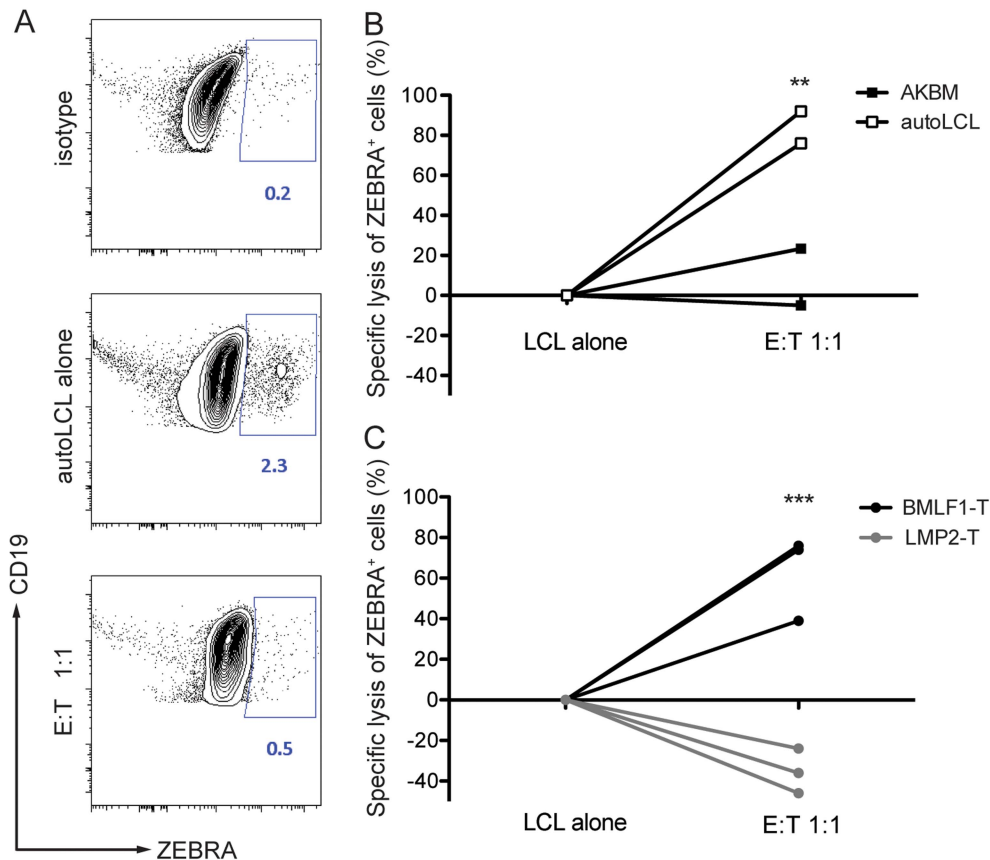 A
isotype
0.2
autoLCL alone
2.3
E:T 1:1
0.5
CD19
ZEBRA
B
Specific lysis of ZEBRA⁺ cells (%)
100
80
60
40
20
0
-20
-40
LCL alone
E:T 1:1
**
AKBM
autoLCL
C
Specific lysis of ZEBRA⁺ cells (%)
100
80
60
40
20
0
-20
-40
LCL alone
E:T 1:1
***
BMLF1-T
LMP2-T